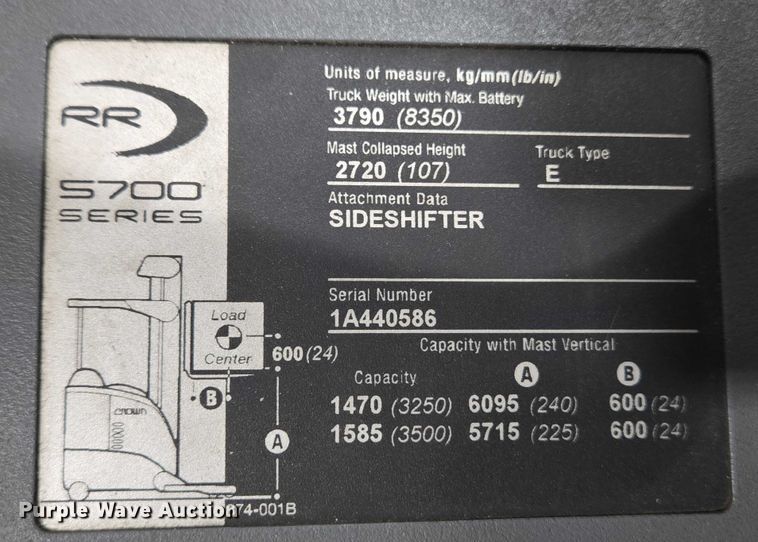 RR
5700
SERIES
Units of measure, kg/mm(lb/in)
Truck Weight with Max. Battery
3790 (8350)
Mast Collapsed Height
2720 (107)
Truck Type
E
Attachment Data
SIDESHIFTER
Serial Number
1A440586
Capacity with Mast Vertical
Capacity A B
1470 (3250) 6095 (240) 600 (24)
1585 (3500) 5715 (225) 600 (24)
Load
Center
600 (24)
B
CROWN
A
74-001B
Purple Wave Auction